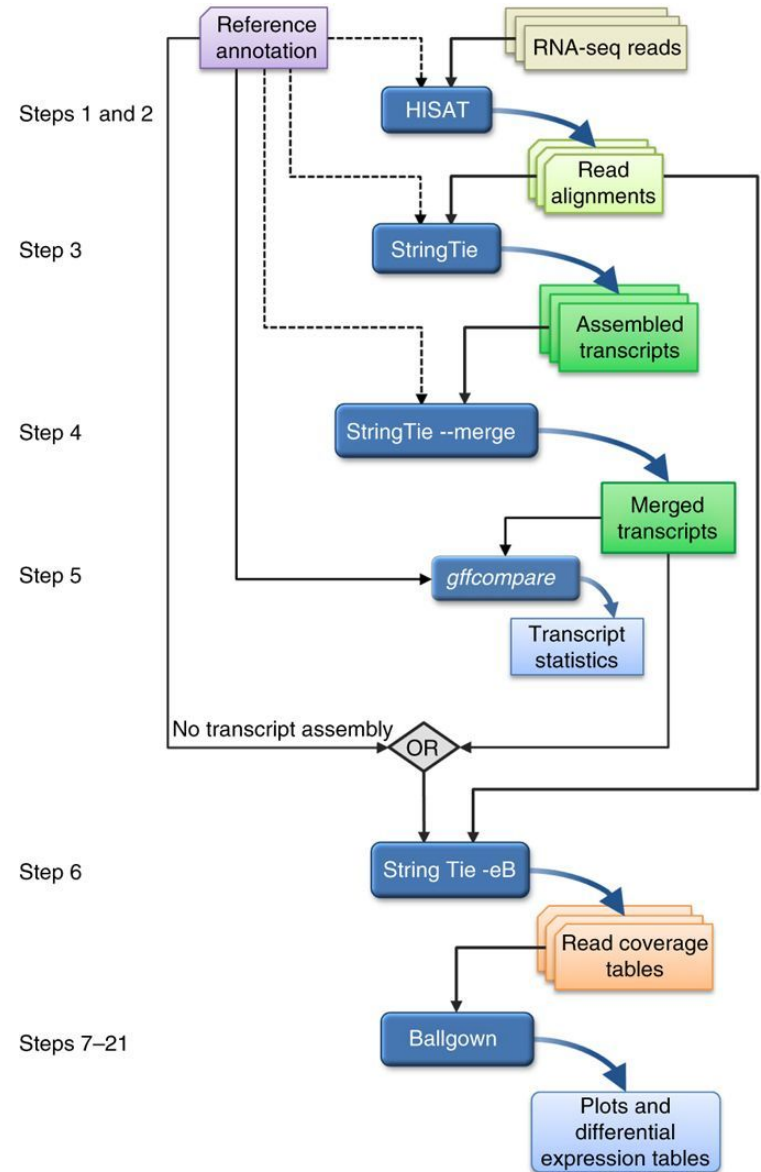 Reference
annotation
RNA-seq reads
Steps 1 and 2
HISAT
Read
alignments
Step 3
StringTie
Assembled
transcripts
Step 4
StringTie --merge
Merged
transcripts
Step 5
gffcompare
Transcript
statistics
No transcript assembly
OR
Step 6
String Tie -eB
Read coverage
tables
Steps 7–21
Ballgown
Plots and
differential
expression tables